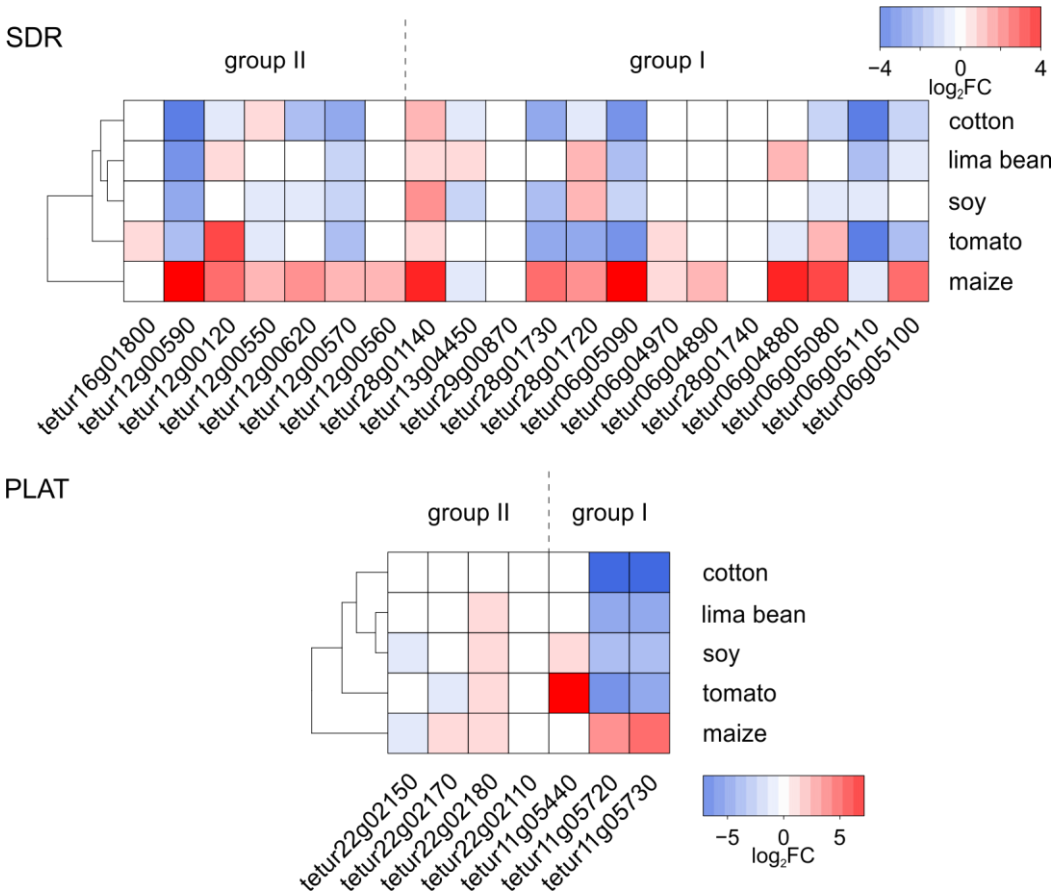 SDR
group II
group I
−4 0 4
log₂FC
cotton
lima bean
soy
tomato
maize
tetur16g01800
tetur12g00590
tetur12g00120
tetur12g00550
tetur12g00620
tetur12g00570
tetur12g00560
tetur28g01140
tetur13g04450
tetur29g00870
tetur28g01730
tetur28g01720
tetur06g05090
tetur06g04970
tetur06g04890
tetur28g01740
tetur06g04880
tetur06g05080
tetur06g05110
tetur06g05100
PLAT
group II
group I
cotton
lima bean
soy
tomato
maize
tetur22g02150
tetur22g02170
tetur22g02180
tetur22g02110
tetur11g05440
tetur11g05720
tetur11g05730
−5 0 5
log₂FC